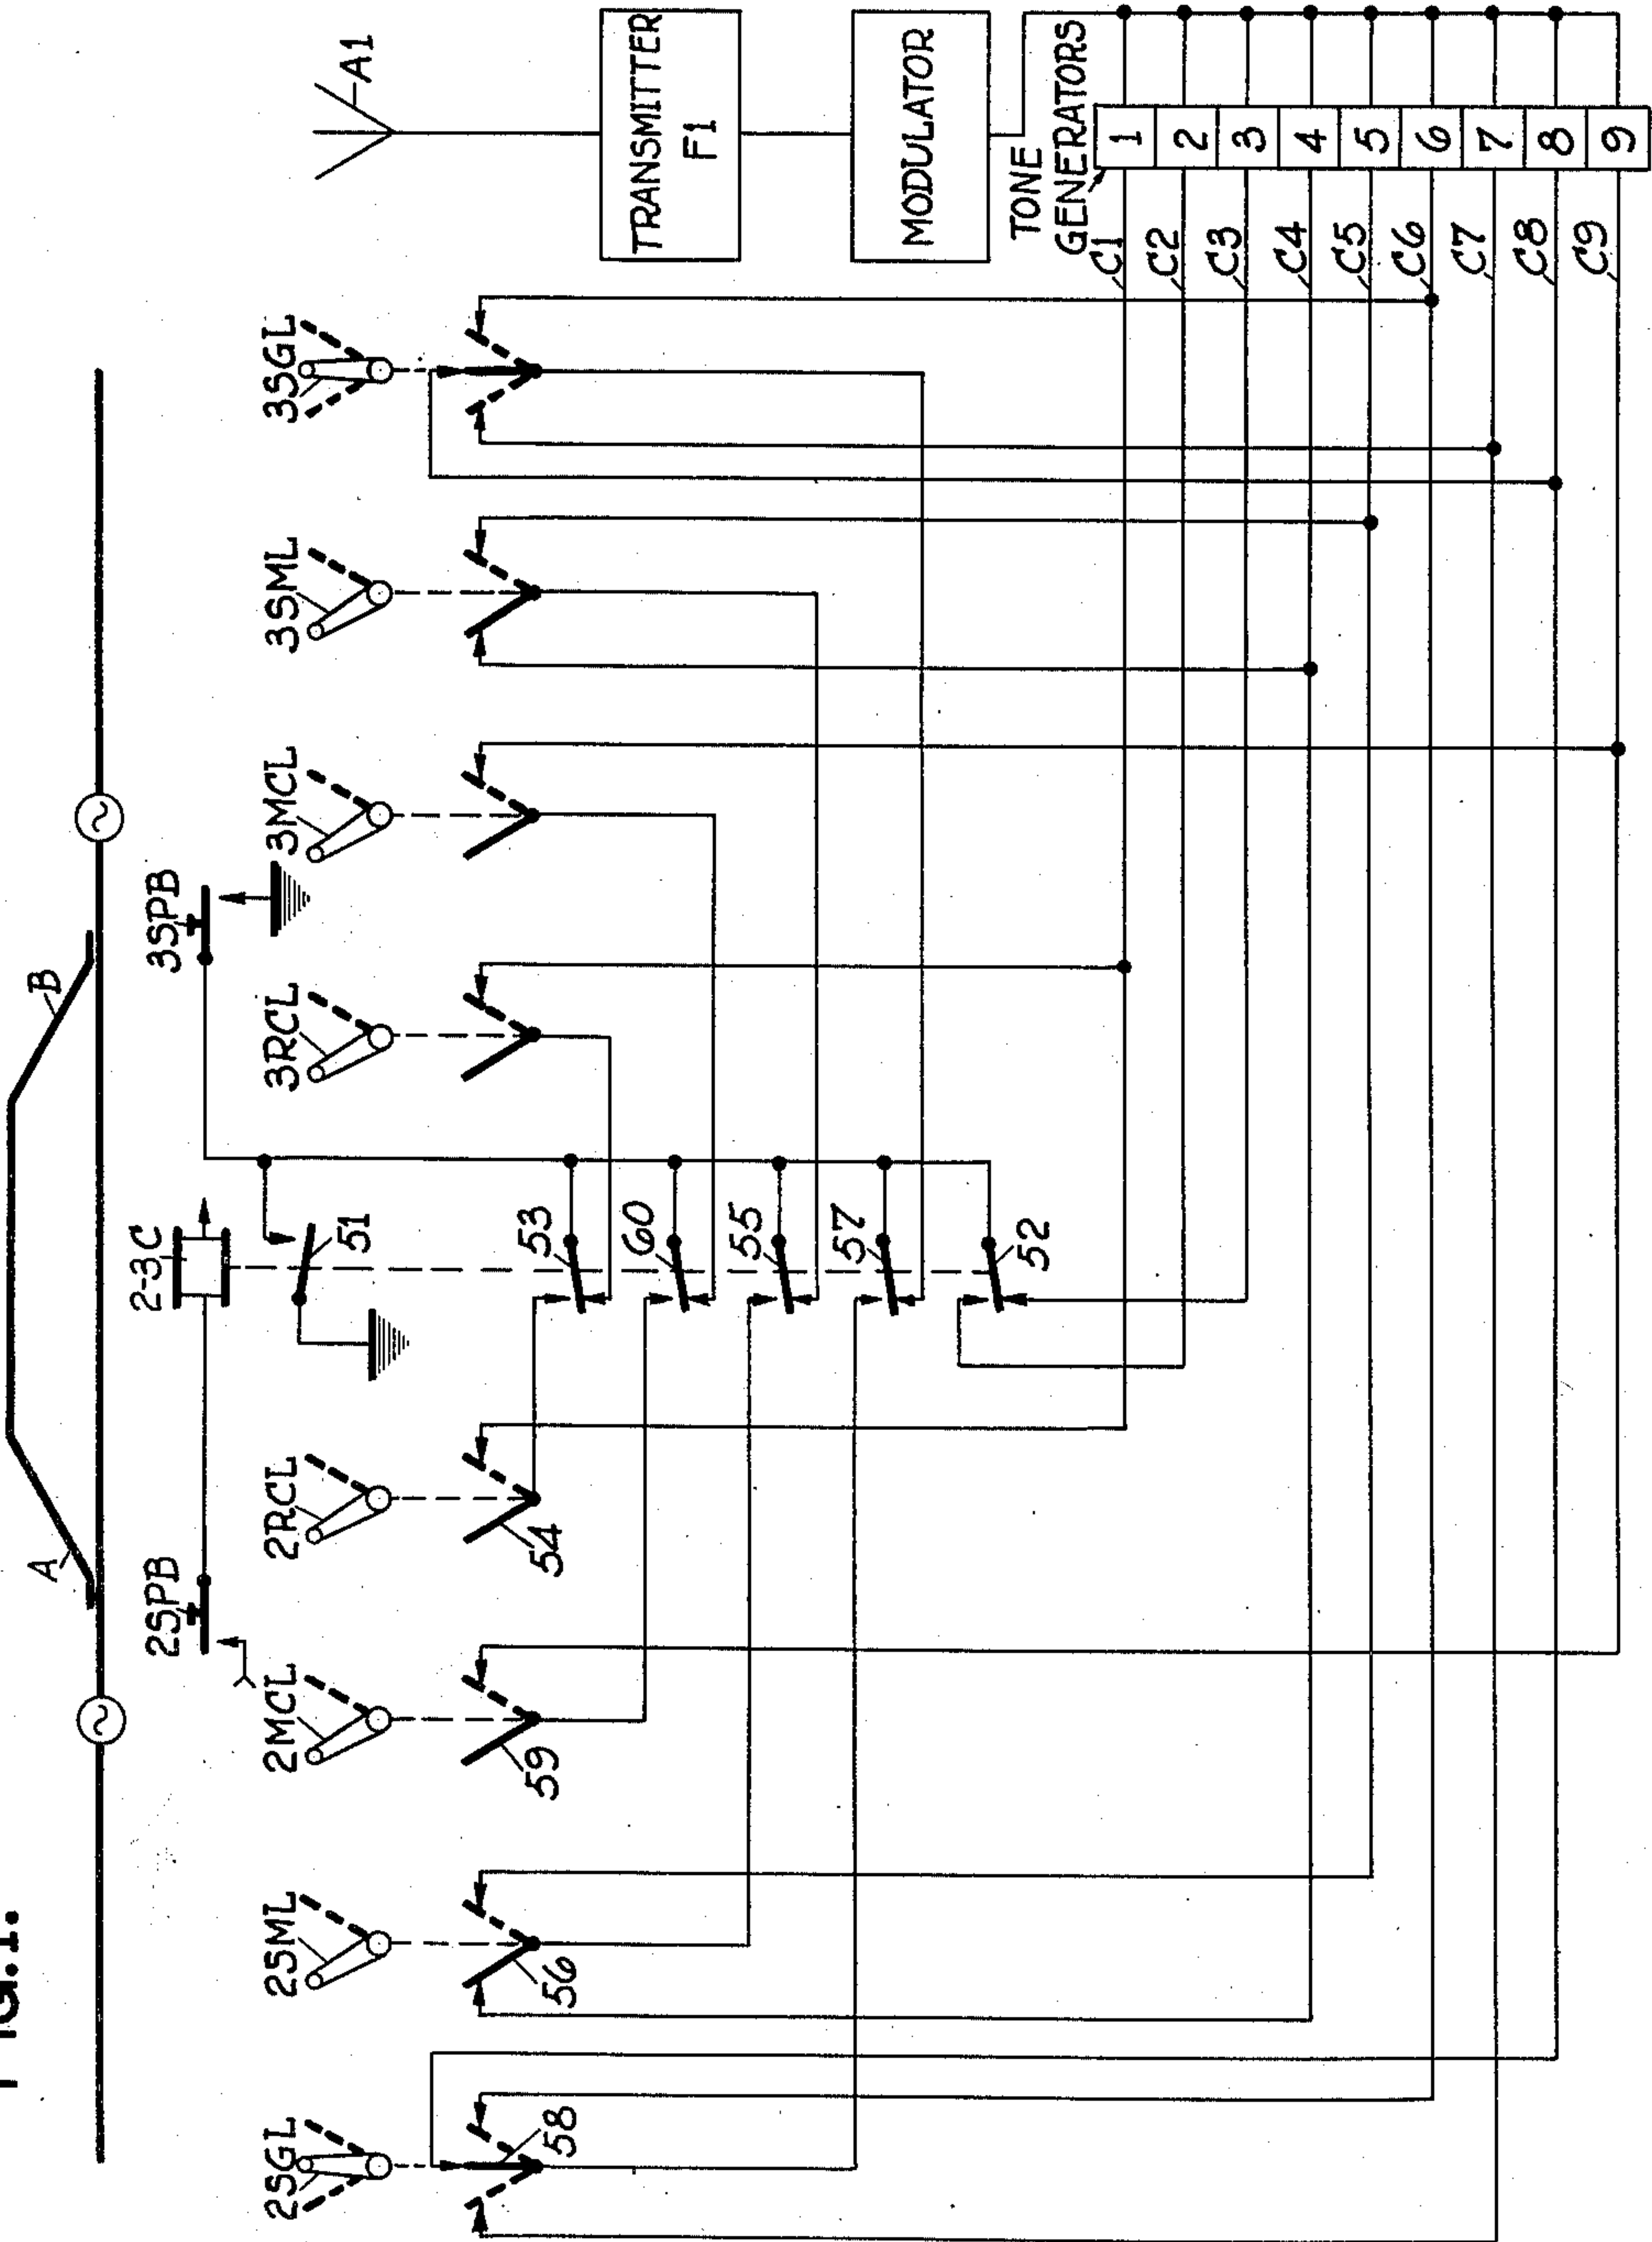 FIG.1.
A
B
2SPB
2-3C
3SPB
A1
2SGL
2SML
2MCL
2RCL
3RCL
3MCL
3SML
3SGL
TRANSMITTER
F1
MODULATOR
51
53
60
55
57
52
58
56
59
54
TONE
GENERATORS
C1
C2
C3
C4
C5
C6
C7
C8
C9
1
2
3
4
5
6
7
8
9